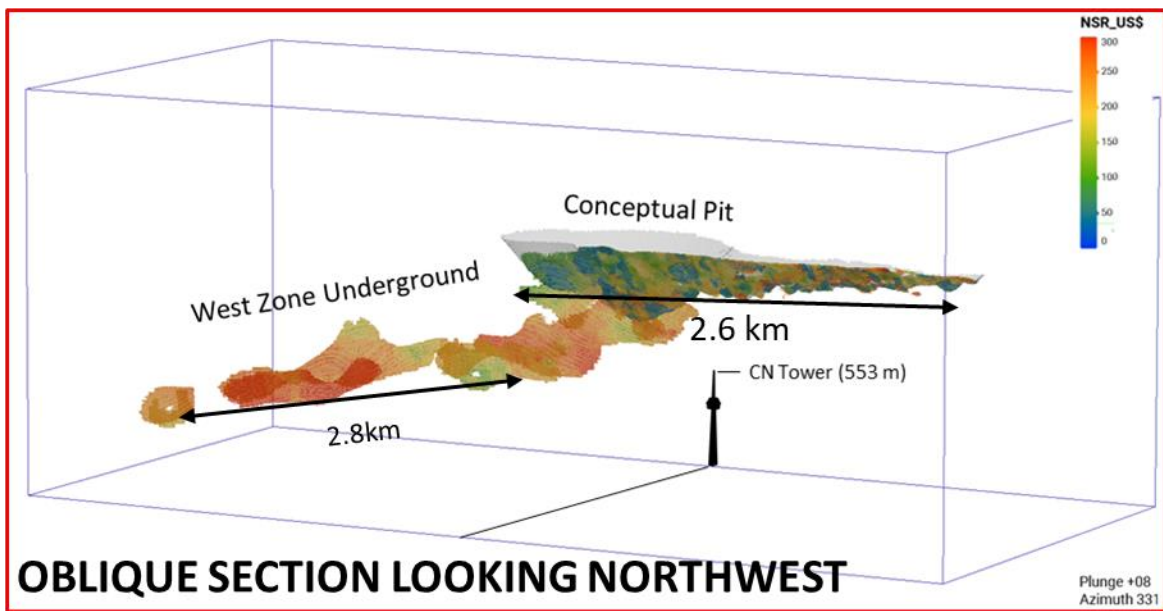 NSR_US$
300
250
200
150
100
50
0
Conceptual Pit
West Zone Underground
2.6 km
CN Tower (553 m)
2.8km
OBLIQUE SECTION LOOKING NORTHWEST
Plunge +08
Azimuth 331